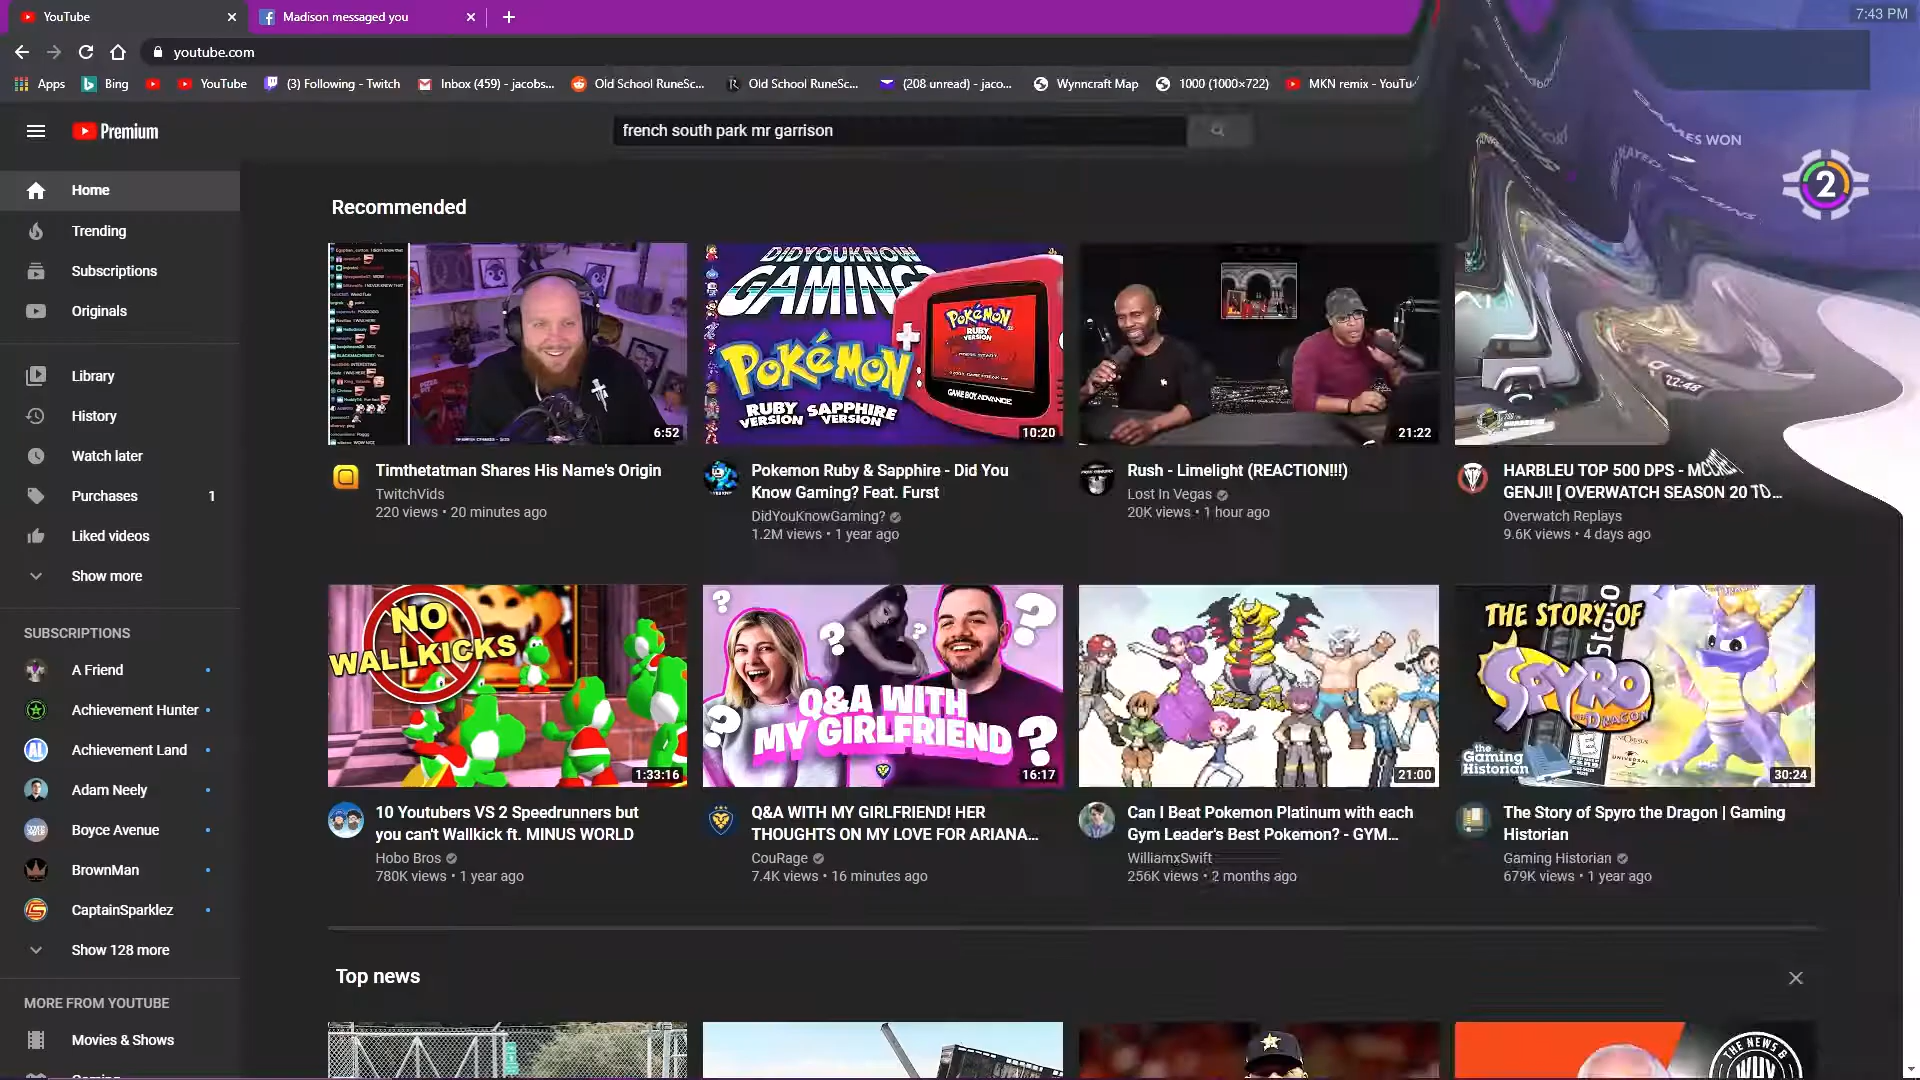 YouTube
Madison messaged you
7:43 PM
youtube.com
Apps
Bing
YouTube
(3) Following - Twitch
Inbox (459) - jacobs...
Old School RuneSc...
Old School RuneSc...
(208 unread) - jaco...
Wynncraft Map
1000 (1000×722)
MKN remix - YouTu
Premium
french south park mr garrison
MES WON
2
Home
Trending
Subscriptions
Originals
Library
History
Watch later
Purchases 1
Liked videos
Show more
SUBSCRIPTIONS
A Friend
Achievement Hunter
Achievement Land
Adam Neely
Boyce Avenue
BrownMan
CaptainSparklez
Show 128 more
MORE FROM YOUTUBE
Movies & Shows
Recommended
6:52
DIDYOUKNOW
GAMING?
POKéMON
RUBY VERSION
SAPPHIRE VERSION
POKéMON
RUBY VERSION
GAME BOY ADVANCE
10:20
21:22
22:48
Timthetatman Shares His Name's Origin
TwitchVids
220 views • 20 minutes ago
Pokemon Ruby & Sapphire - Did You
Know Gaming? Feat. Furst
DidYouKnowGaming?
1.2M views • 1 year ago
Rush - Limelight (REACTION!!!)
Lost In Vegas
20K views • 1 hour ago
HARBLEU TOP 500 DPS -
GENJI! [ OVERWATCH SEASON 20 TO...
Overwatch Replays
9.6K views • 4 days ago
NO
WALLKICKS
1:33:16
Q&A WITH
MY GIRLFRIEND
16:17
21:00
THE STORY OF
SPYRO
THE DRAGON
the
Gaming
Historian
UNIVERSAL
30:24
10 Youtubers VS 2 Speedrunners but
you can't Wallkick ft. MINUS WORLD
Hobo Bros
780K views • 1 year ago
Q&A WITH MY GIRLFRIEND! HER
THOUGHTS ON MY LOVE FOR ARIANA...
CouRage
7.4K views • 16 minutes ago
Can I Beat Pokemon Platinum with each
Gym Leader's Best Pokemon? - GYM...
WilliamxSwift
256K views • 2 months ago
The Story of Spyro the Dragon | Gaming
Historian
Gaming Historian
679K views • 1 year ago
Top news
THE NEWS &